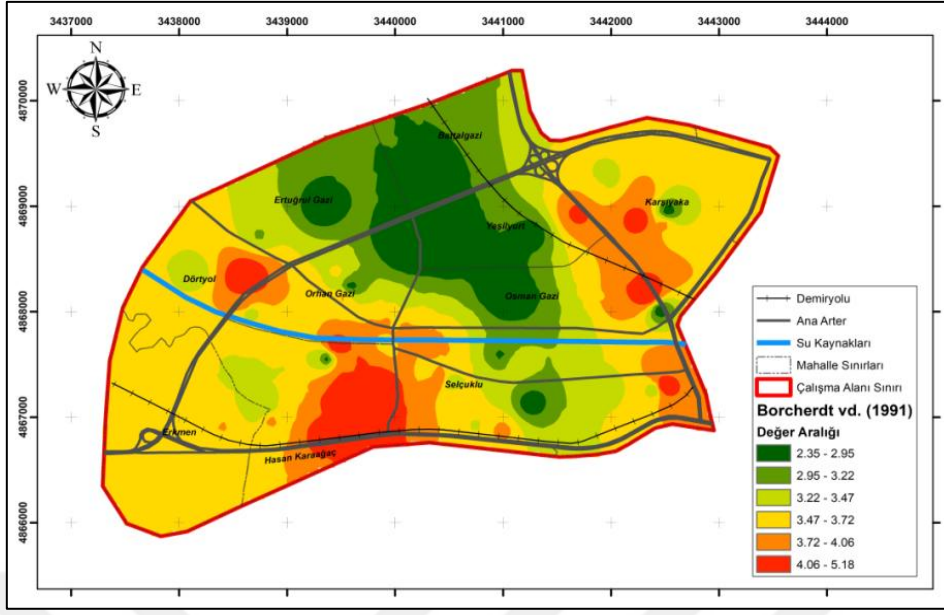 3437000 3438000 3439000 3440000 3441000 3442000 3443000 3444000
4870000
4869000
4868000
4867000
4866000
N
W E
S
Battalgazi
Ertuğrul Gazi
Karşıyaka
Yeşilyurt
Dörtyol
Orhan Gazi
Osman Gazi
Selçuklu
Erkmen
Hasan Karaağaç
Demiryolu
Ana Arter
Su Kaynakları
Mahalle Sınırları
Çalışma Alanı Sınırı
Borcherdt vd. (1991)
Değer Aralığı
2.35 - 2.95
2.95 - 3.22
3.22 - 3.47
3.47 - 3.72
3.72 - 4.06
4.06 - 5.18